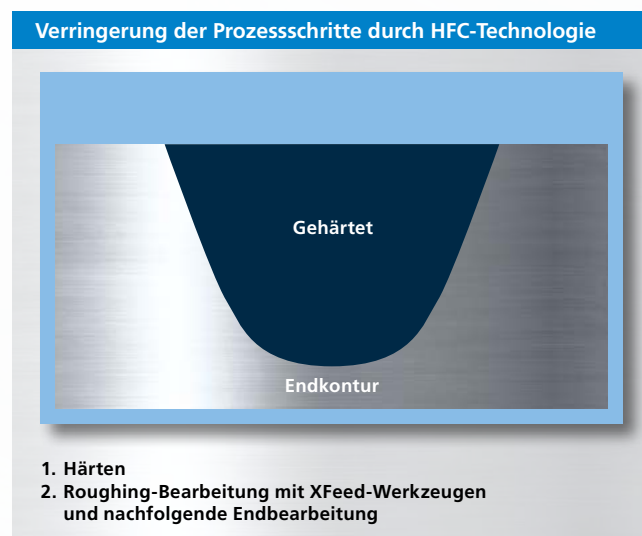 Verringerung der Prozessschritte durch HFC-Technologie
Gehärtet
Endkontur
1. Härten
2. Roughing-Bearbeitung mit XFeed-Werkzeugen
und nachfolgende Endbearbeitung